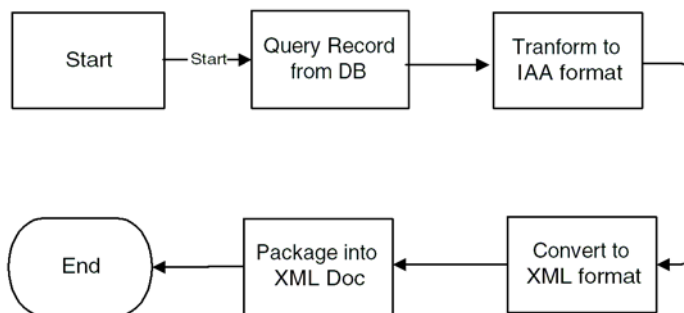 Start
Start
Query Record
from DB
Tranform to
IAA format
Convert to
XML format
Package into
XML Doc
End